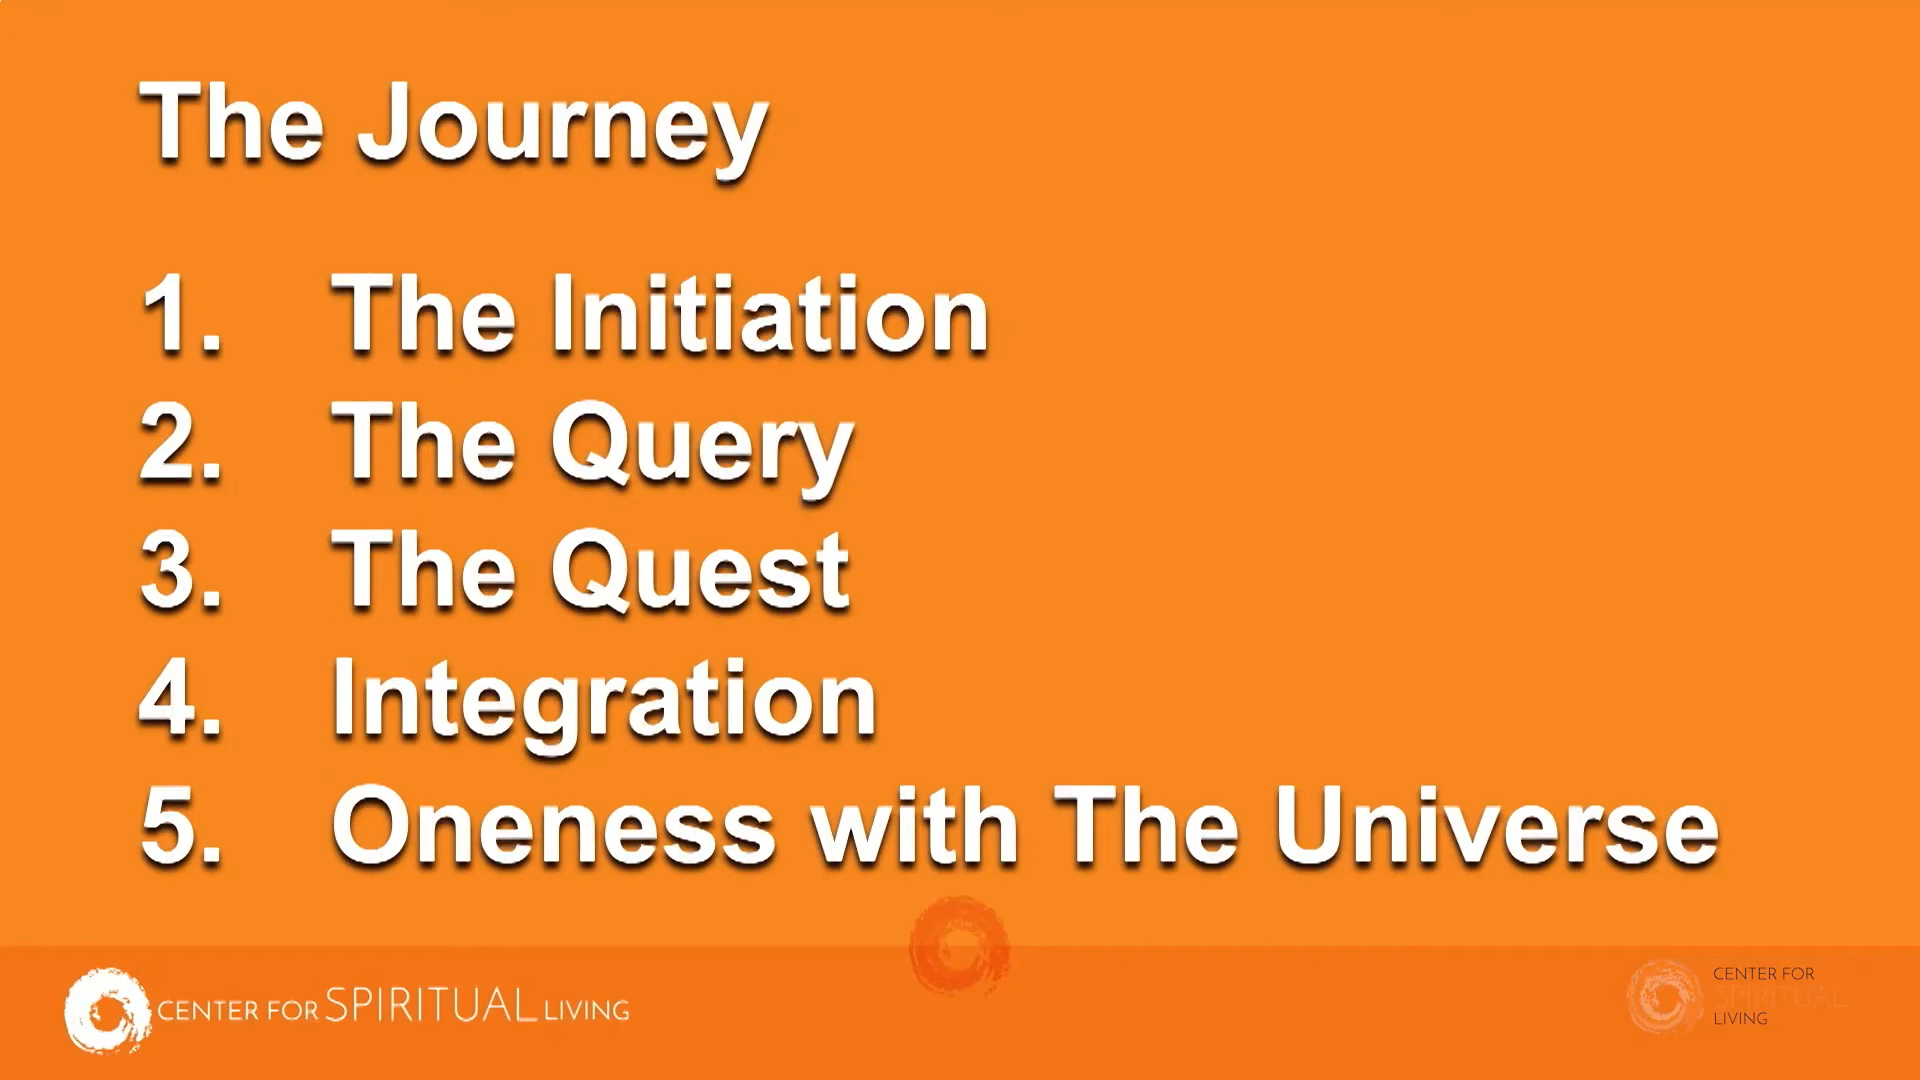 The Journey
1. The Initiation
2. The Query
3. The Quest
4. Integration
5. Oneness with The Universe
CENTER FOR SPIRITUAL LIVING
CENTER FOR
SPIRITUAL
LIVING